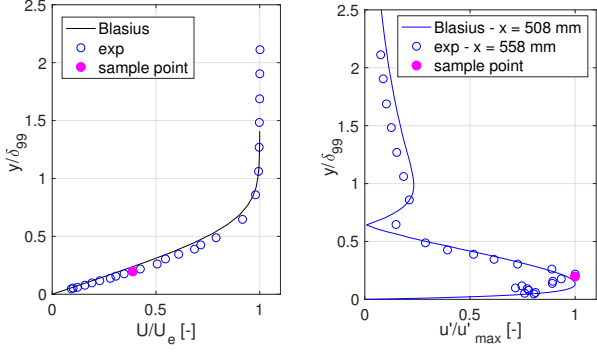 Blasius
exp
sample point
2.5
2
1.5
1
0.5
0
0
0.5
1
y/δ99
U/Ue [-]
Blasius - x = 508 mm
exp - x = 558 mm
sample point
2.5
2
1.5
1
0.5
0
0
0.5
1
y/δ99
u'/u'max [-]